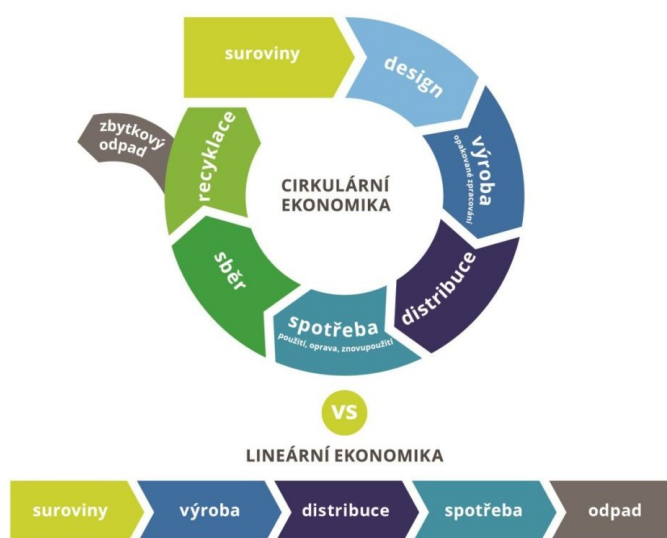 suroviny
design
výroba
opakované zpracování
distribuce
spotřeba
použití, oprava, znovupoužití
sběr
recyklace
zbytkový
odpad
CIRKULÁRNÍ
EKONOMIKA
VS
LINEÁRNÍ EKONOMIKA
suroviny
výroba
distribuce
spotřeba
odpad